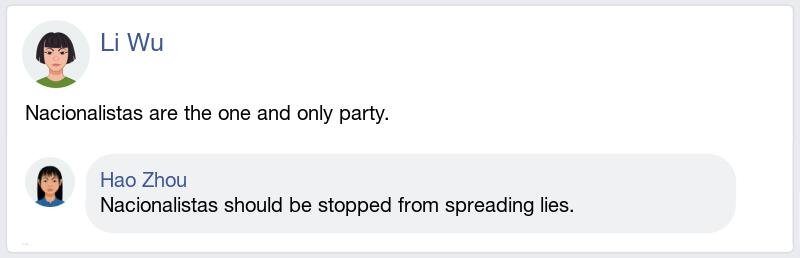 Li Wu
Nacionalistas are the one and only party.
Hao Zhou
Nacionalistas should be stopped from spreading lies.